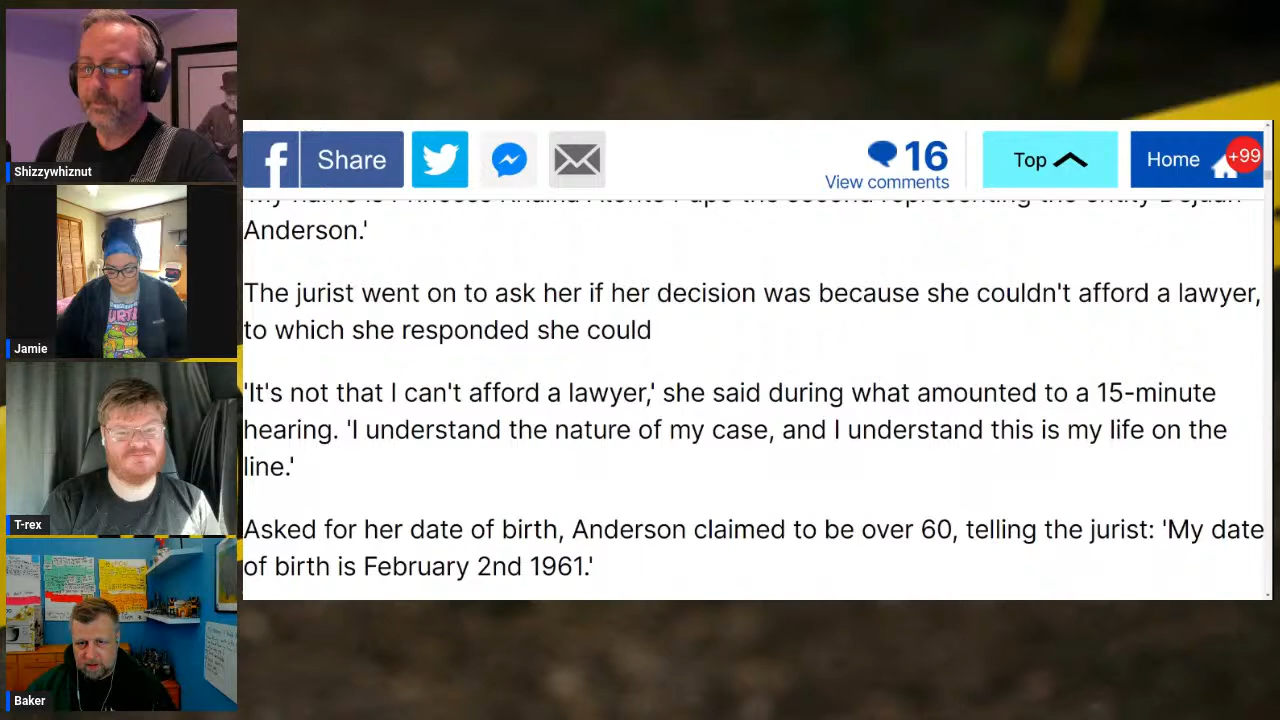 Shizzywhiznut
Jamie
T-rex
Baker
Share
16
View comments
Top
Home
+99
Anderson.'
The jurist went on to ask her if her decision was because she couldn't afford a lawyer,
to which she responded she could
'It's not that I can't afford a lawyer,' she said during what amounted to a 15-minute
hearing. 'I understand the nature of my case, and I understand this is my life on the
line.'
Asked for her date of birth, Anderson claimed to be over 60, telling the jurist: 'My date
of birth is February 2nd 1961.'